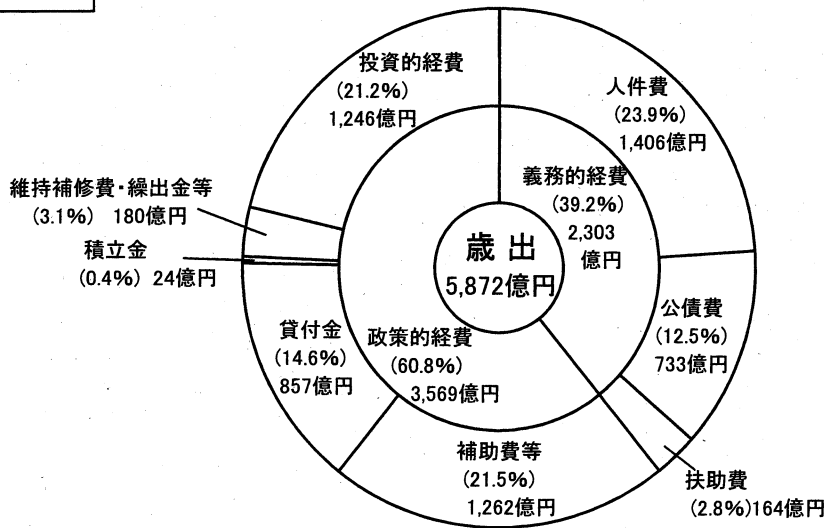 投資的経費
(21.2%)
1,246億円
人件費
(23.9%)
1,406億円
維持補修費・繰出金等
(3.1%) 180億円
積立金
(0.4%) 24億円
義務的経費
(39.2%)
2,303
億円
歳出
5,872億円
公債費
(12.5%)
733億円
貸付金
(14.6%)
857億円
政策的経費
(60.8%)
3,569億円
補助費等
(21.5%)
1,262億円
扶助費
(2.8%)164億円